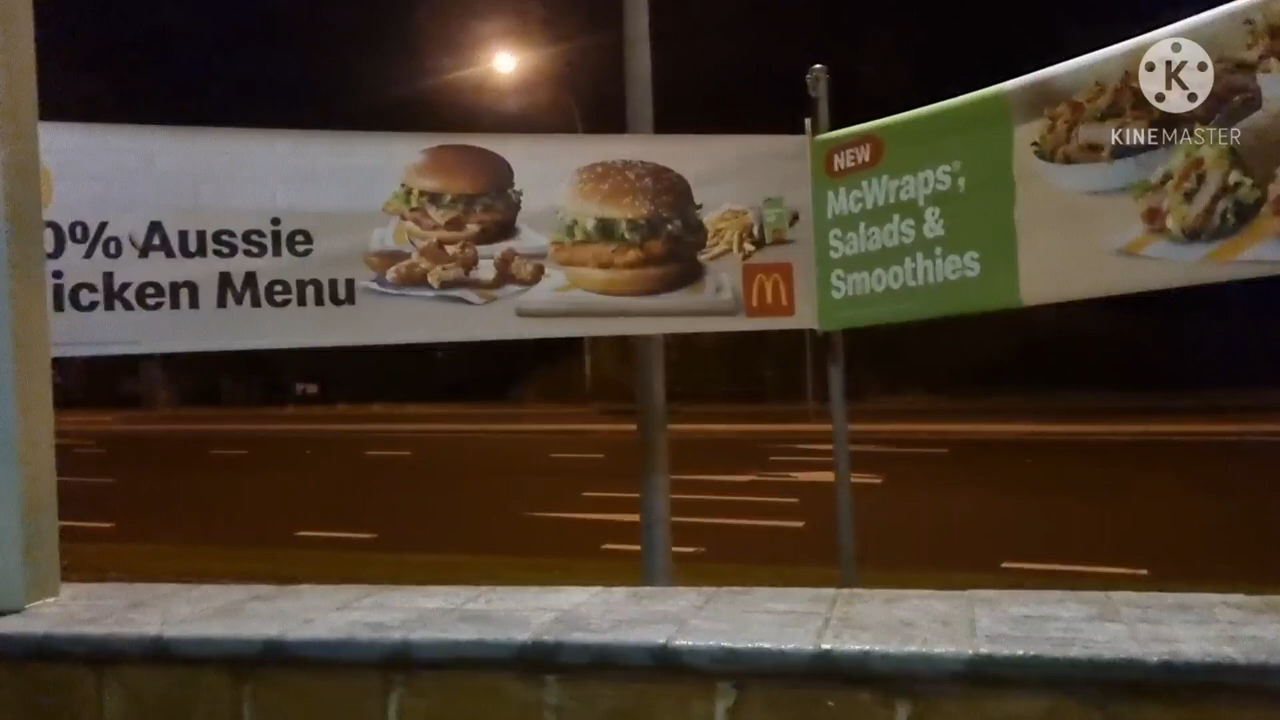 0% Aussie
icken Menu
NEW
McWraps®,
Salads &
Smoothies
K
KINEMASTER